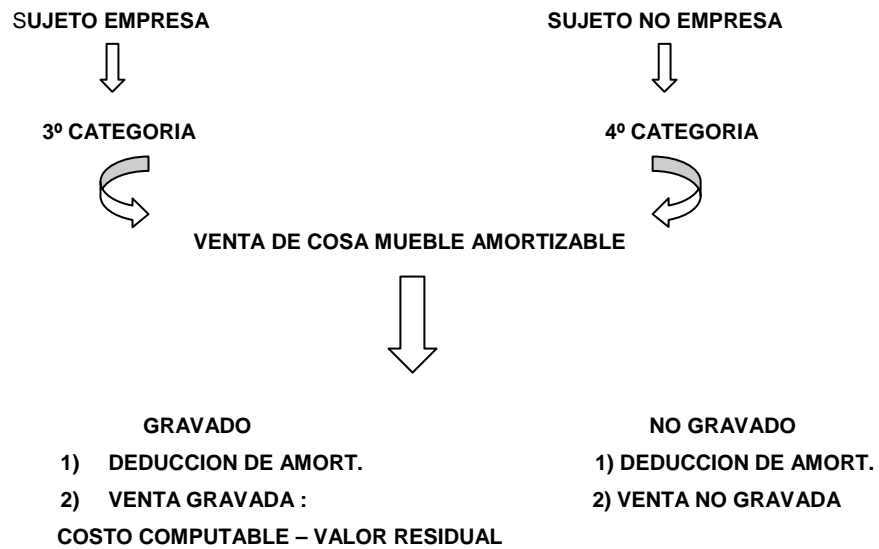 SUJETO EMPRESA SUJETO NO EMPRESA
3º CATEGORIA 4º CATEGORIA
VENTA DE COSA MUEBLE AMORTIZABLE
GRAVADO NO GRAVADO
1) DEDUCCION DE AMORT. 1) DEDUCCION DE AMORT.
2) VENTA GRAVADA : 2) VENTA NO GRAVADA
COSTO COMPUTABLE – VALOR RESIDUAL